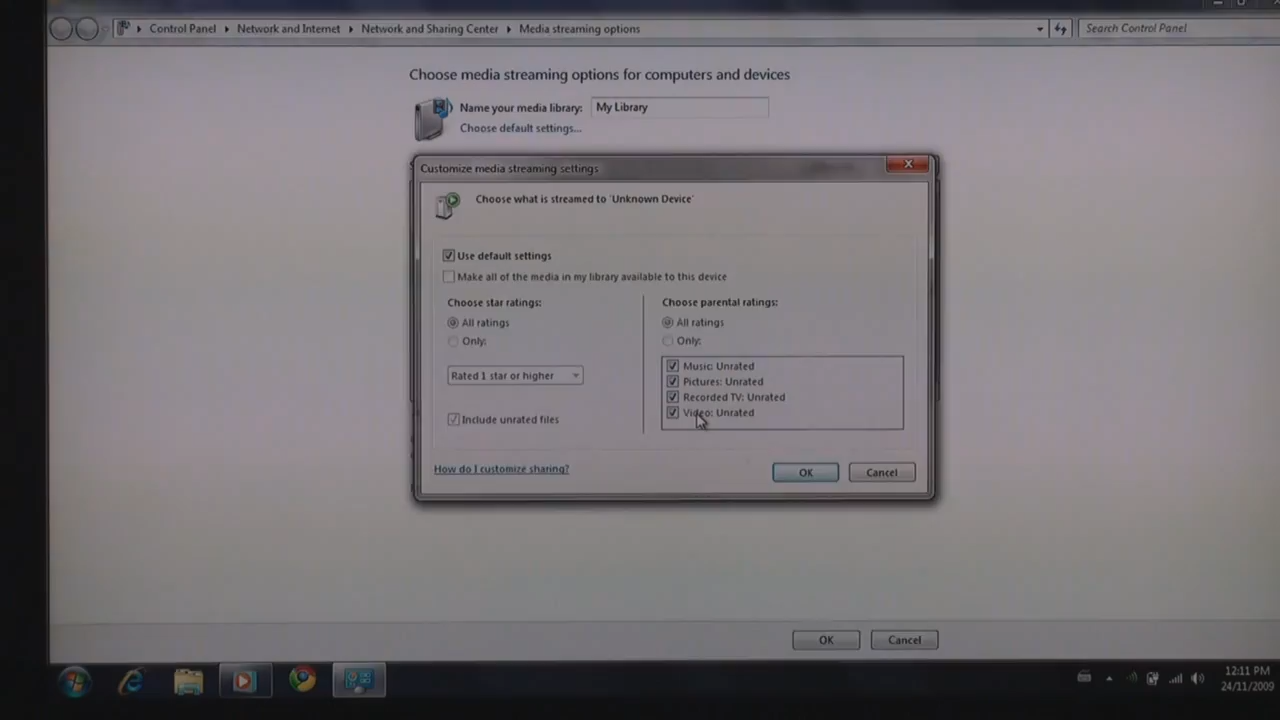 Control Panel Network and Internet Network and Sharing Center Media streaming options
Search Control Panel
Choose media streaming options for computers and devices
Name your media library: My Library
Choose default settings...
Customize media streaming settings
Choose what is streamed to 'Unknown Device'
Use default settings
Make all of the media in my library available to this device
Choose star ratings:
All ratings
Only:
Rated 1 star or higher
Include unrated files
Choose parental ratings:
All ratings
Only:
Music: Unrated
Pictures: Unrated
Recorded TV: Unrated
Video: Unrated
How do I customize sharing?
OK Cancel
OK Cancel
12:11 PM
24/11/2009